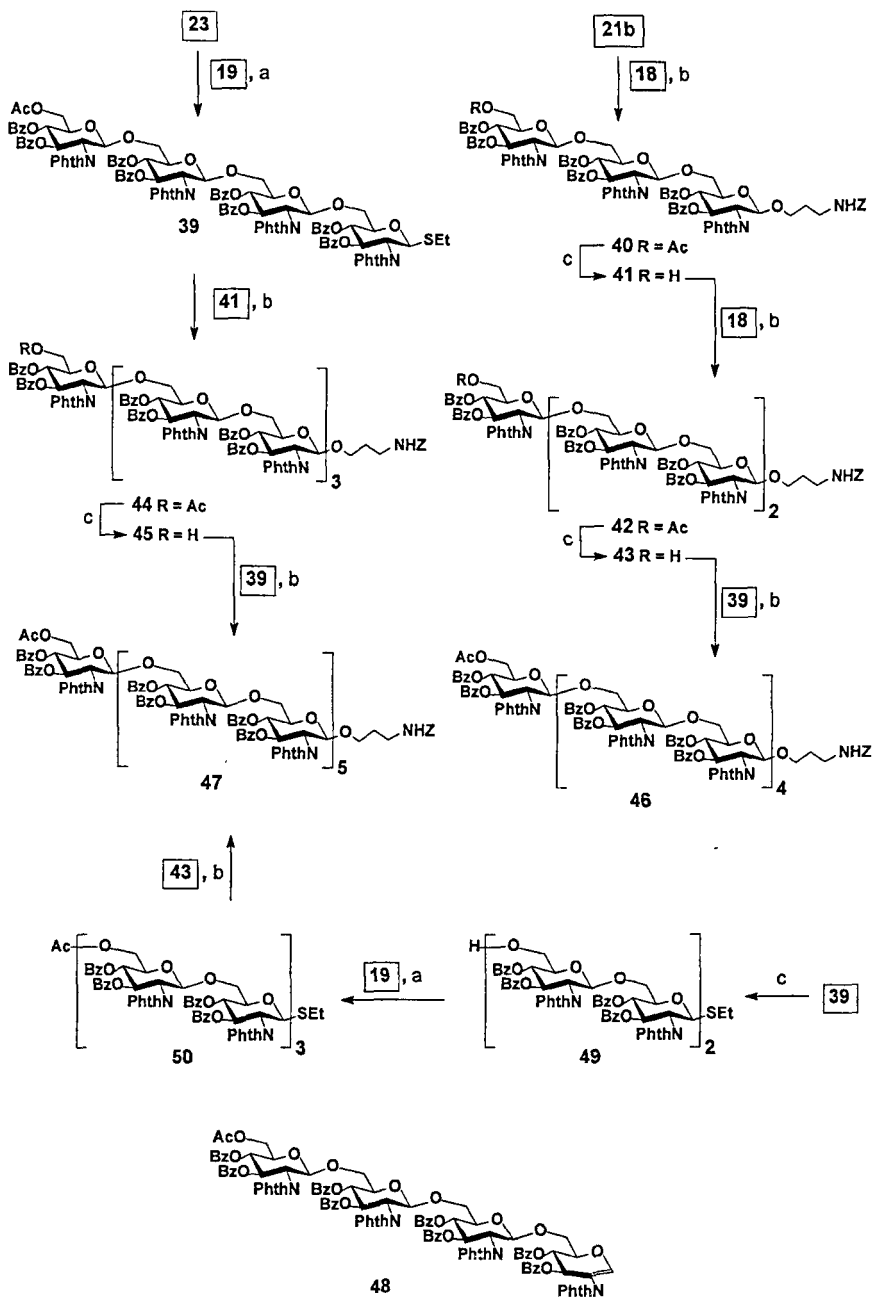 23
19, a
AcO
BzO
BzO
PhthN
O
O
BzO
BzO
PhthN
O
O
BzO
BzO
PhthN
O
O
BzO
BzO
PhthN
O
SEt
39
41, b
RO
BzO
BzO
PhthN
O
O
BzO
BzO
PhthN
O
O
BzO
BzO
PhthN
O
O
NHZ
3
c
44 R = Ac
45 R = H
39, b
AcO
BzO
BzO
PhthN
O
O
BzO
BzO
PhthN
O
O
BzO
BzO
PhthN
O
O
NHZ
5
47
43, b
21b
18, b
RO
BzO
BzO
PhthN
O
O
BzO
BzO
PhthN
O
O
BzO
BzO
PhthN
O
O
NHZ
c
40 R = Ac
41 R = H
18, b
RO
BzO
BzO
PhthN
O
O
BzO
BzO
PhthN
O
O
BzO
BzO
PhthN
O
O
NHZ
2
c
42 R = Ac
43 R = H
39, b
AcO
BzO
BzO
PhthN
O
O
BzO
BzO
PhthN
O
O
BzO
BzO
PhthN
O
O
NHZ
4
46
Ac
O
BzO
BzO
PhthN
O
O
BzO
BzO
PhthN
O
SEt
3
50
19, a
H
O
BzO
BzO
PhthN
O
O
BzO
BzO
PhthN
O
SEt
2
49
c
39
AcO
BzO
BzO
PhthN
O
O
BzO
BzO
PhthN
O
O
BzO
BzO
PhthN
O
O
BzO
BzO
PhthN
O
48